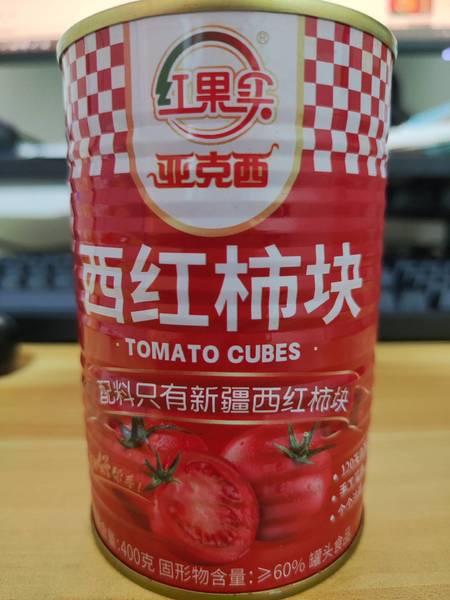 红果实®
亚克西
西红柿块
· TOMATO CUBES ·
配料只有新疆西红柿块
量:400克 固形物含量:≥60% 罐头食品